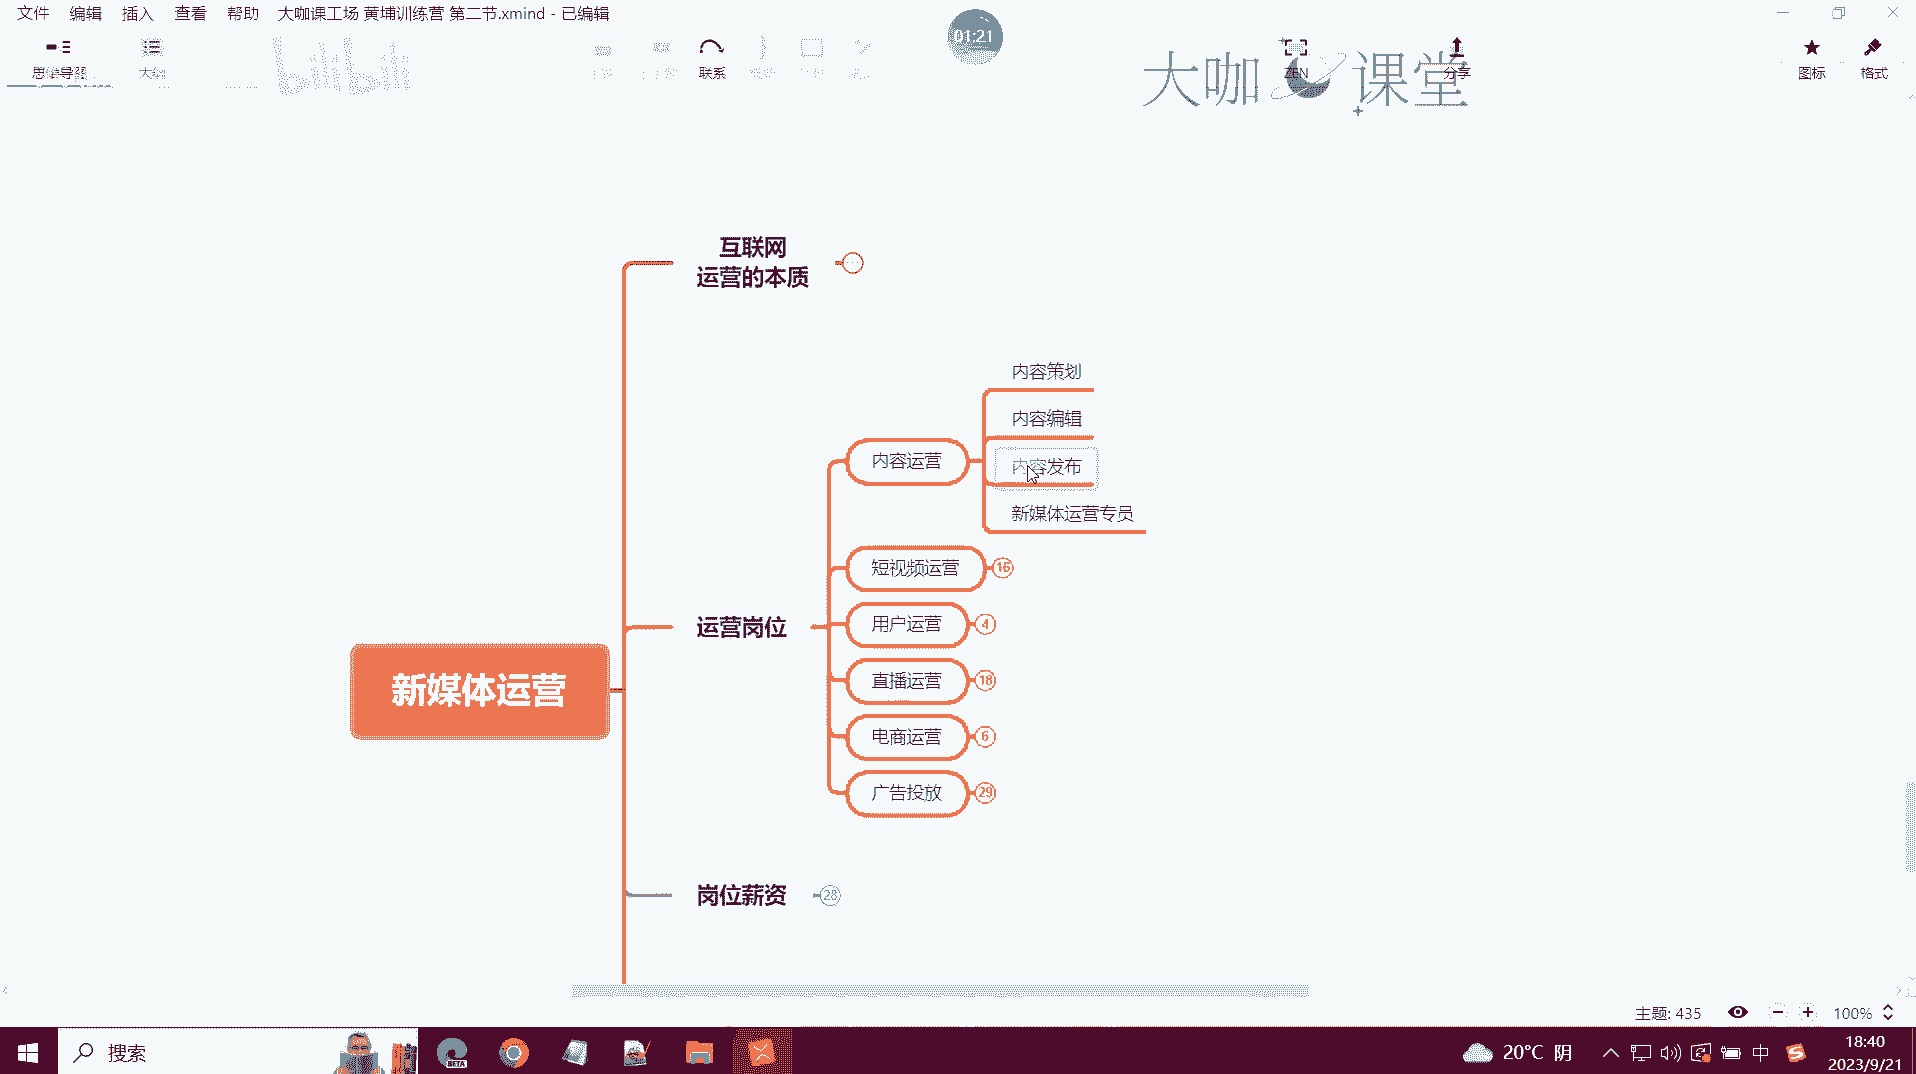 文件 编辑 插入 查看 帮助 大咖课工场 黄埔训练营 第二节.xmind - 已编辑
01:21
思维导图
大纲
联系
ZEN
分享
图标
格式
bilibili
大咖课堂
互联网
运营的本质
内容策划
内容编辑
内容运营
内容发布
新媒体运营专员
短视频运营 16
用户运营 4
运营岗位
直播运营 18
新媒体运营
电商运营 6
广告投放 29
岗位薪资 28
主题: 435
100%
搜索
BETA
20°C 阴
中
18:40
2023/9/21